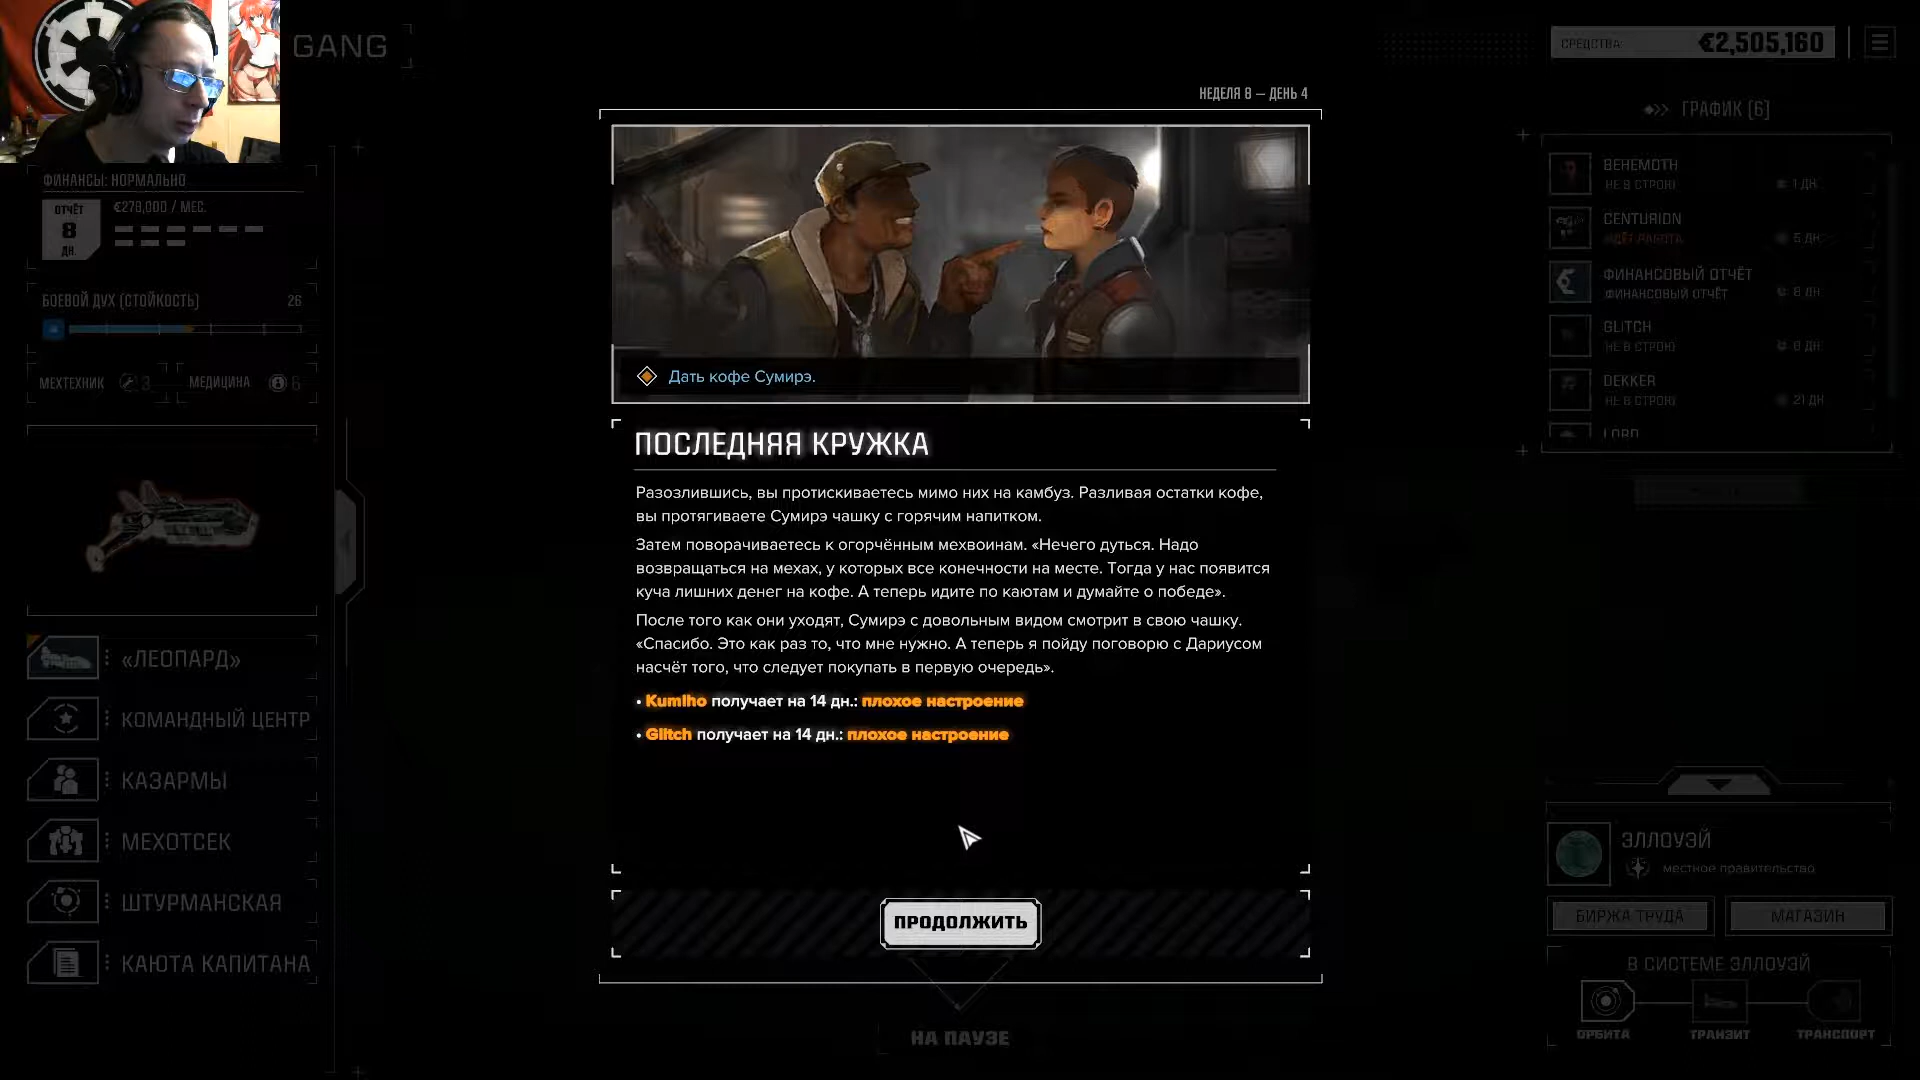 GANG
СРЕДСТВА:
€2,505,160
НЕДЕЛЯ 8 — ДЕНЬ 4
ГРАФИК [6]
ФИНАНСЫ: НОРМАЛЬНО
ОТЧЁТ
8
ДН.
€278,000 / МЕС.
БОЕВОЙ ДУХ (СТОЙКОСТЬ)
26
МЕХТЕХНИК
3
МЕДИЦИНА
6
BEHEMOTH
НЕ В СТРОЮ
1 ДН.
CENTURION
ИДЁТ РАБОТА
5 ДН.
ФИНАНСОВЫЙ ОТЧЁТ
ФИНАНСОВЫЙ ОТЧЁТ
8 ДН.
GLITCH
НЕ В СТРОЮ
8 ДН.
DEKKER
НЕ В СТРОЮ
21 ДН.
LORD
Дать кофе Сумирэ.
ПОСЛЕДНЯЯ КРУЖКА
Разозлившись, вы протискиваетесь мимо них на камбуз. Разливая остатки кофе,
вы протягиваете Сумирэ чашку с горячим напитком.
Затем поворачиваетесь к огорчённым мехвоинам. «Нечего дуться. Надо
возвращаться на мехах, у которых все конечности на месте. Тогда у нас появится
куча лишних денег на кофе. А теперь идите по каютам и думайте о победе».
После того как они уходят, Сумирэ с довольным видом смотрит в свою чашку.
«Спасибо. Это как раз то, что мне нужно. А теперь я пойду поговорю с Дариусом
насчёт того, что следует покупать в первую очередь».
• Kumiho получает на 14 дн.: плохое настроение
• Glitch получает на 14 дн.: плохое настроение
ПРОДОЛЖИТЬ
НА ПАУЗЕ
«ЛЕОПАРД»
КОМАНДНЫЙ ЦЕНТР
КАЗАРМЫ
МЕХОТСЕК
ШТУРМАНСКАЯ
КАЮТА КАПИТАНА
ЭЛЛОУЭЙ
местное правительство
БИРЖА ТРУДА
МАГАЗИН
В СИСТЕМЕ ЭЛЛОУЭЙ
ОРБИТА
ТРАНЗИТ
ТРАНСПОРТ